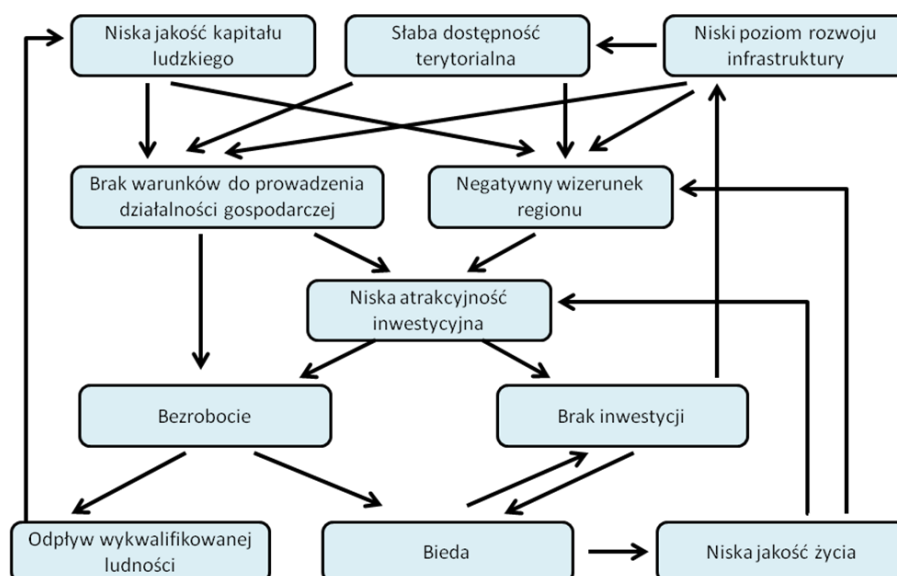 Niska jakość kapitału
ludzkiego
Słaba dostępność
terytorialna
Niski poziom rozwoju
infrastruktury
Brak warunków do prowadzenia
działalności gospodarczej
Negatywny wizerunek
regionu
Niska atrakcyjność
inwestycyjna
Bezrobocie
Brak inwestycji
Odpływ wykwalifikowanej
ludności
Bieda
Niska jakość życia